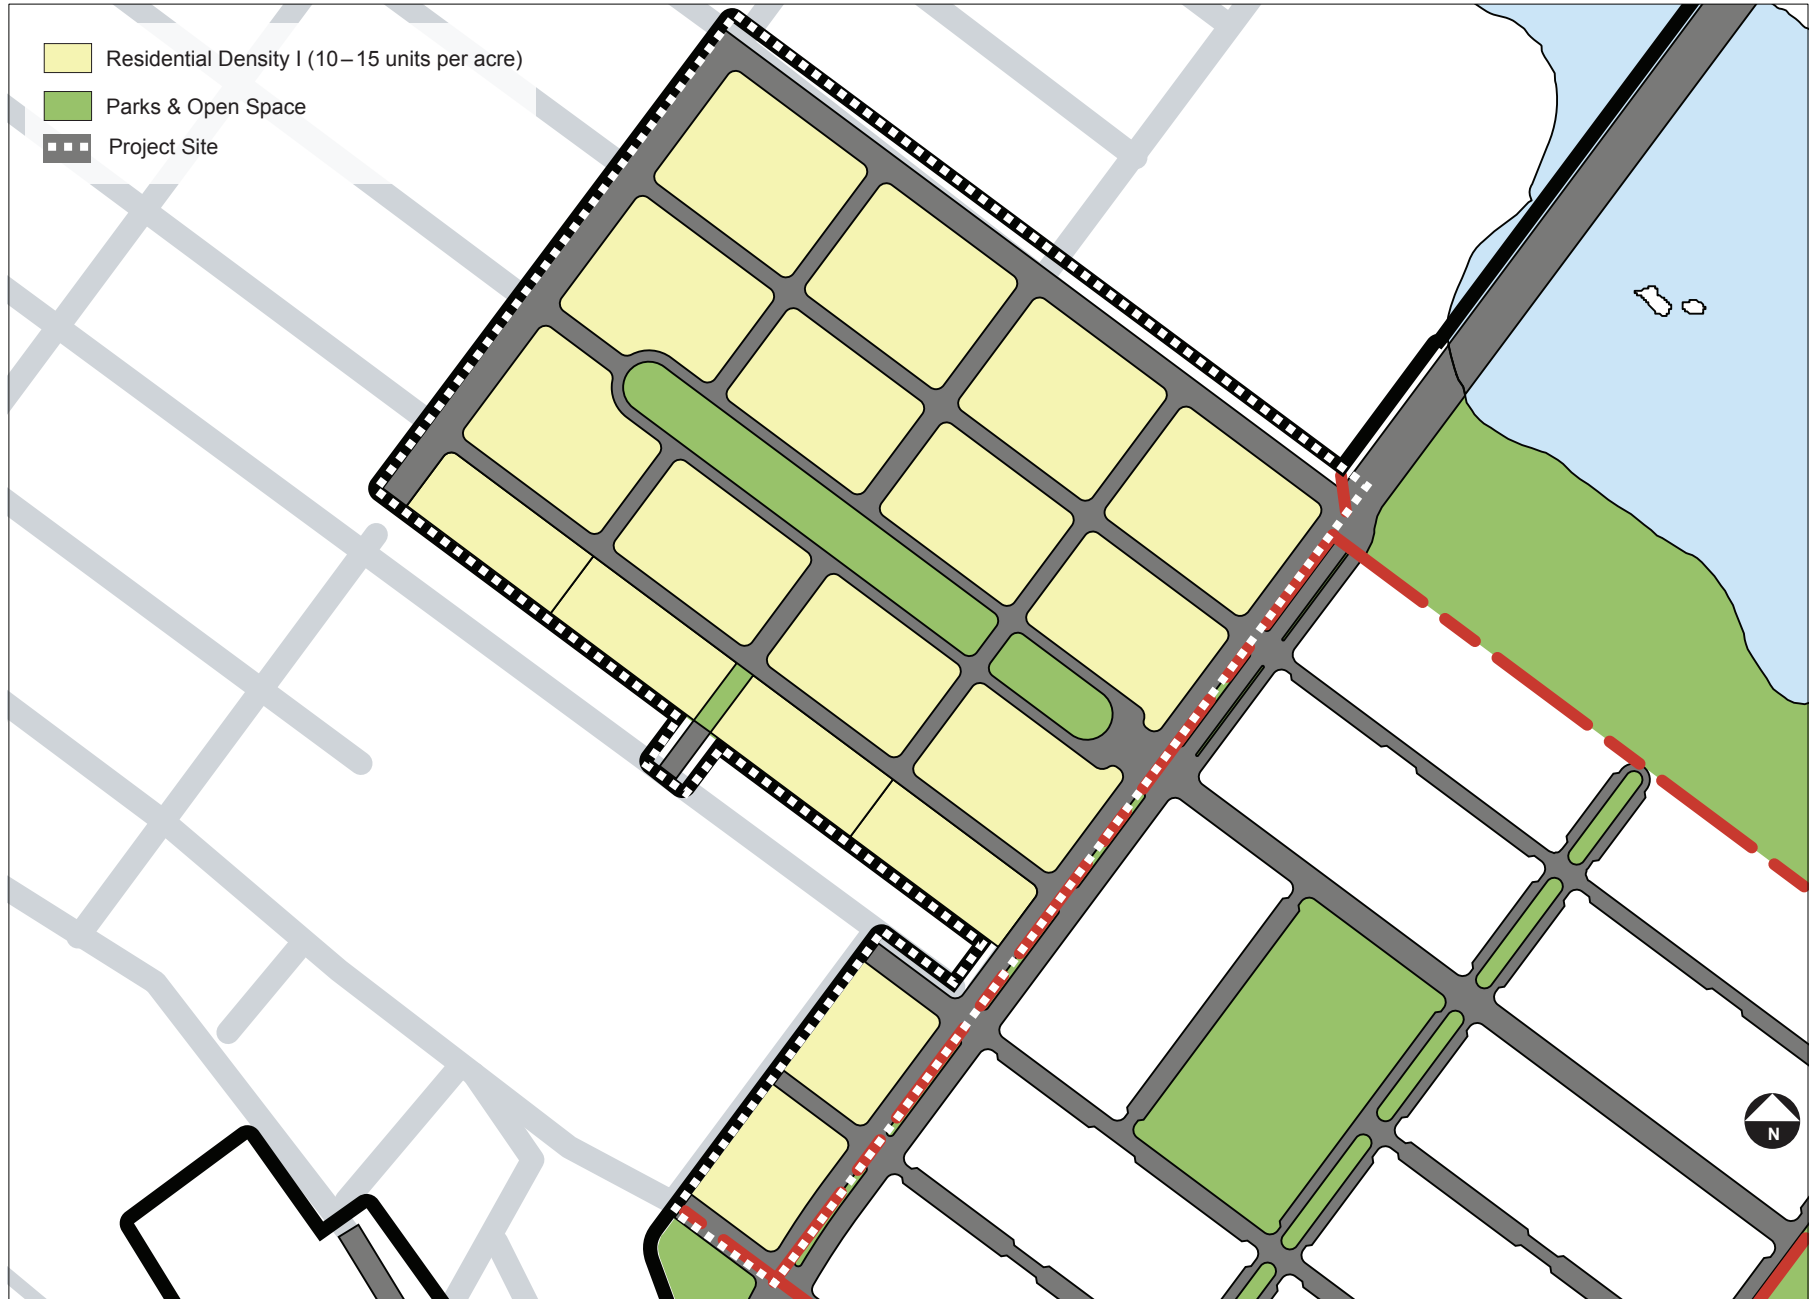 Residential Density I (10–15 units per acre)
Parks & Open Space
Project Site
N